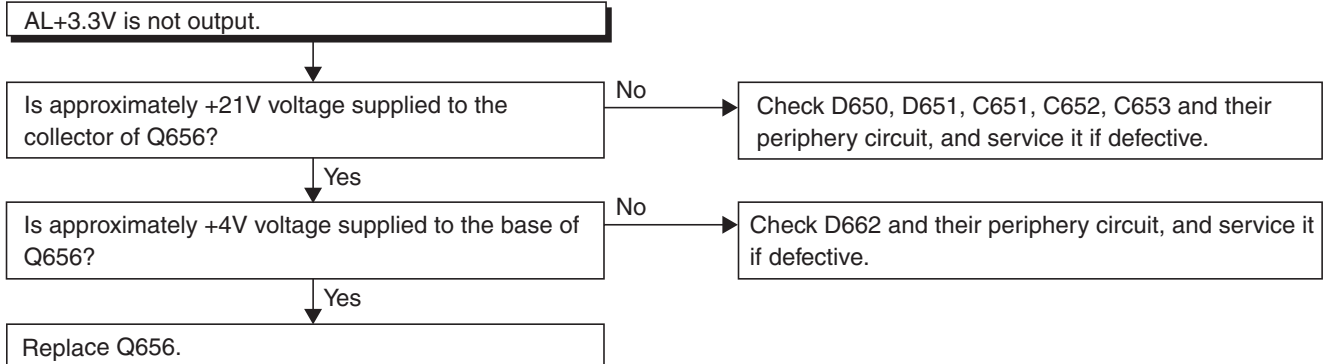 AL+3.3V is not output.
Is approximately +21V voltage supplied to the
collector of Q656?
No
Check D650, D651, C651, C652, C653 and their
periphery circuit, and service it if defective.
Yes
Is approximately +4V voltage supplied to the base of
Q656?
No
Check D662 and their periphery circuit, and service it
if defective.
Yes
Replace Q656.